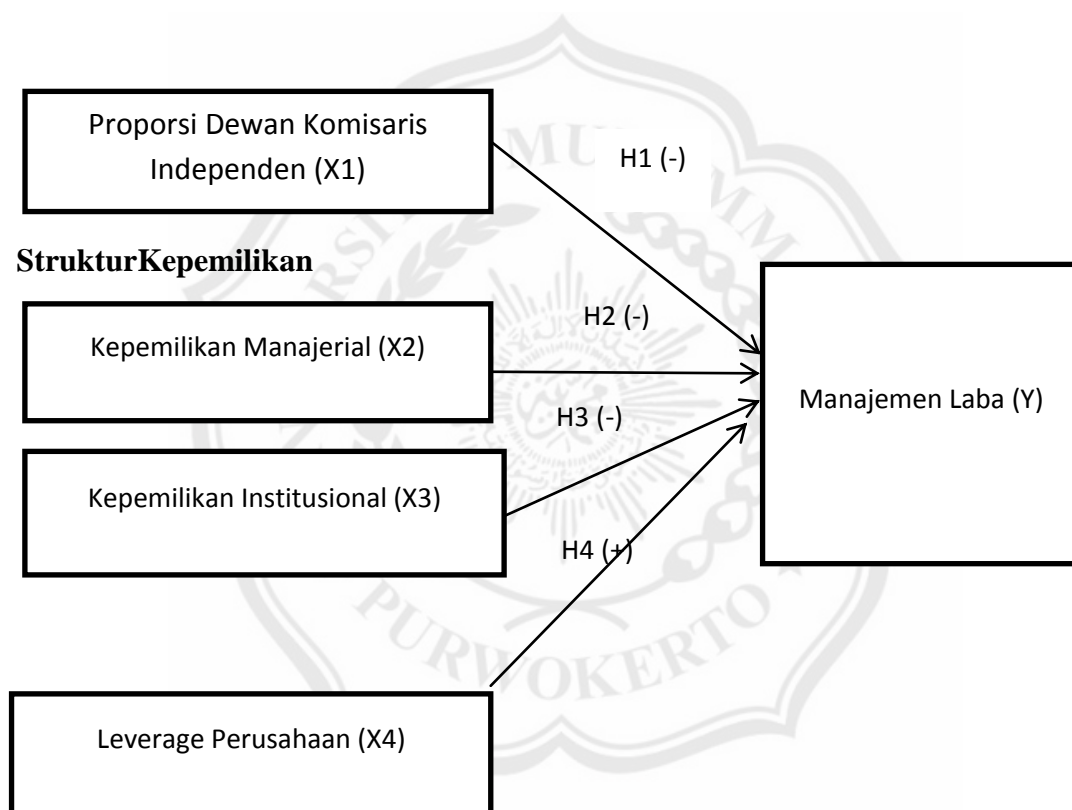 Proporsi Dewan Komisaris
Independen (X1)
H1 (-)
StrukturKepemilikan
H2 (-)
Kepemilikan Manajerial (X2)
Manajemen Laba (Y)
H3 (-)
Kepemilikan Institusional (X3)
H4 (+)
PURWOKERTO
Leverage Perusahaan (X4)